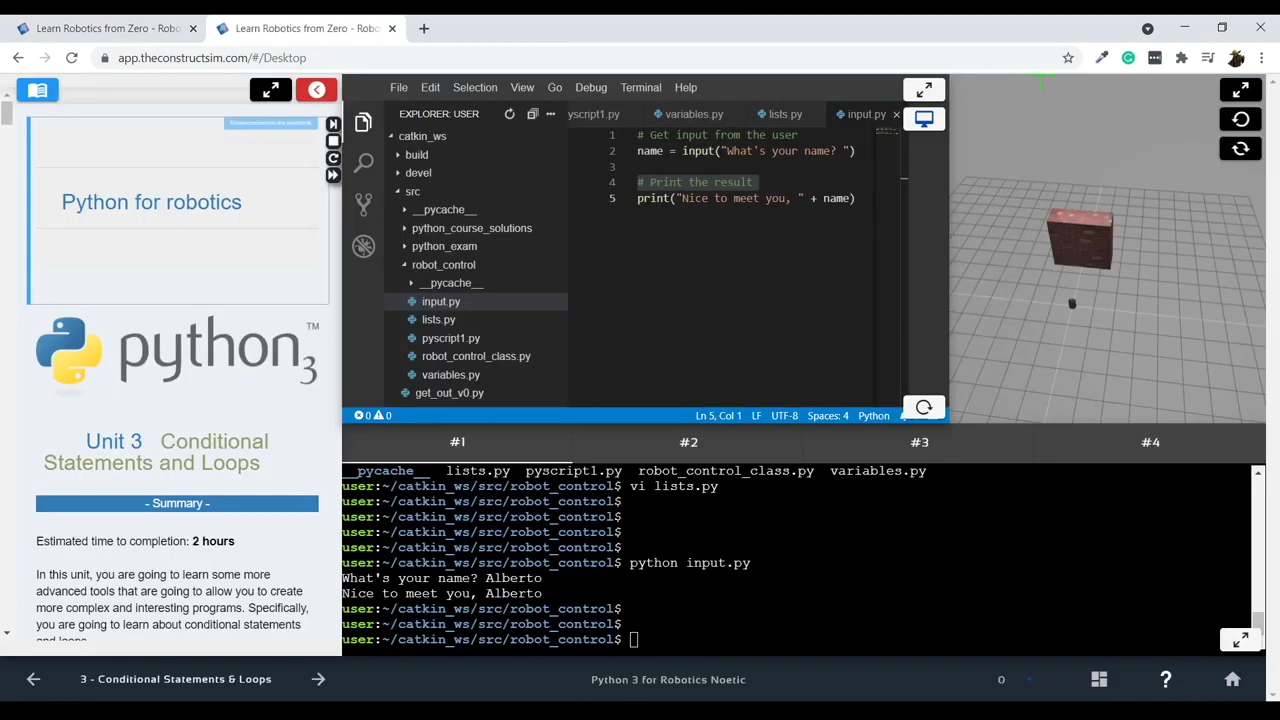 Learn Robotics from Zero - Robo
Learn Robotics from Zero - Robo
app.theconstructsim.com/#/Desktop
Python for robotics
python
3
TM
Unit 3 Conditional
Statements and Loops
- Summary -
Estimated time to completion: 2 hours
In this unit, you are going to learn some more
advanced tools that are going to allow you to create
more complex and interesting programs. Specifically,
you are going to learn about conditional statements
and loops
File Edit Selection View Go Debug Terminal Help
EXPLORER: USER
catkin_ws
build
devel
src
__pycache__
python_course_solutions
python_exam
robot_control
__pycache__
input.py
lists.py
pyscript1.py
robot_control_class.py
variables.py
get_out_v0.py
yscript1.py variables.py lists.py input.py
1 # Get input from the user
2 name = input("What's your name? ")
3
4 # Print the result
5 print("Nice to meet you, " + name)
0 0 Ln 5, Col 1 LF UTF-8 Spaces: 4 Python
#1 #2 #3 #4
__pycache__ lists.py pyscript1.py robot_control_class.py variables.py
user:~/catkin_ws/src/robot_control$ vi lists.py
user:~/catkin_ws/src/robot_control$
user:~/catkin_ws/src/robot_control$
user:~/catkin_ws/src/robot_control$
user:~/catkin_ws/src/robot_control$
user:~/catkin_ws/src/robot_control$ python input.py
What's your name? Alberto
Nice to meet you, Alberto
user:~/catkin_ws/src/robot_control$
user:~/catkin_ws/src/robot_control$
user:~/catkin_ws/src/robot_control$
3 - Conditional Statements & Loops
Python 3 for Robotics Noetic
0
?